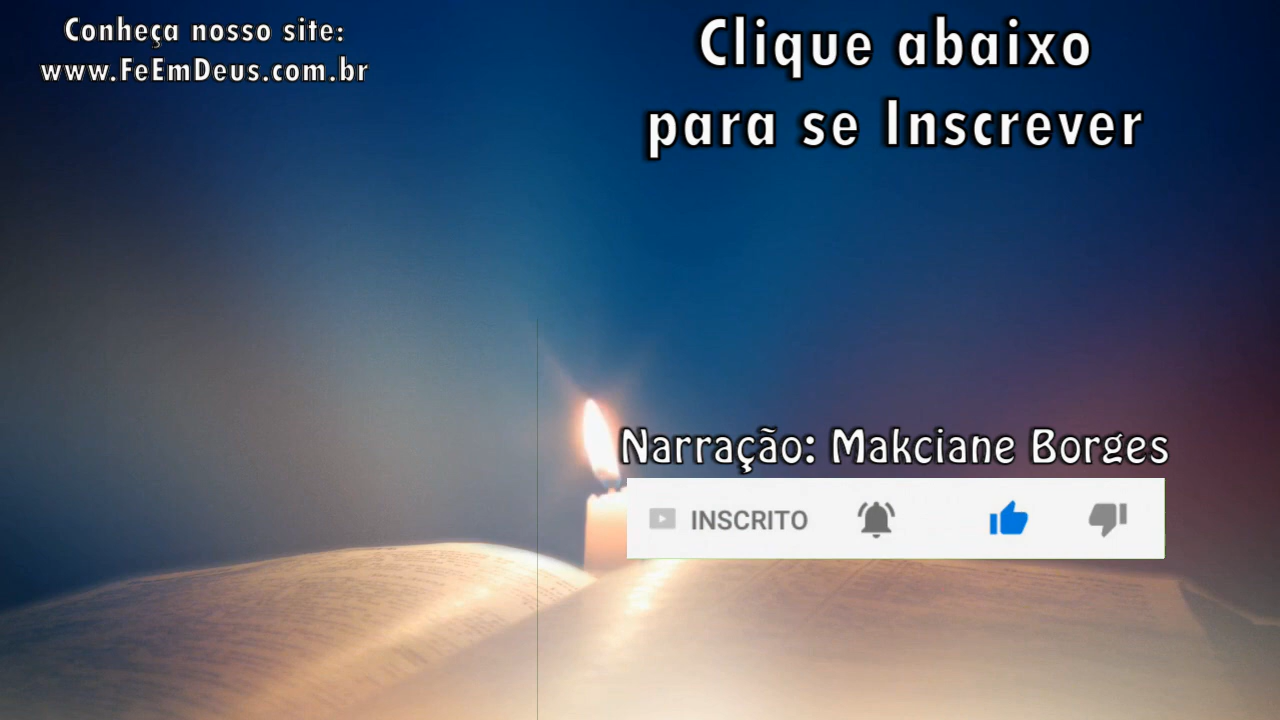 Conheça nosso site:
www.FeEmDeus.com.br
Clique abaixo
para se Inscrever
Narração: Makciane Borges
INSCRITO